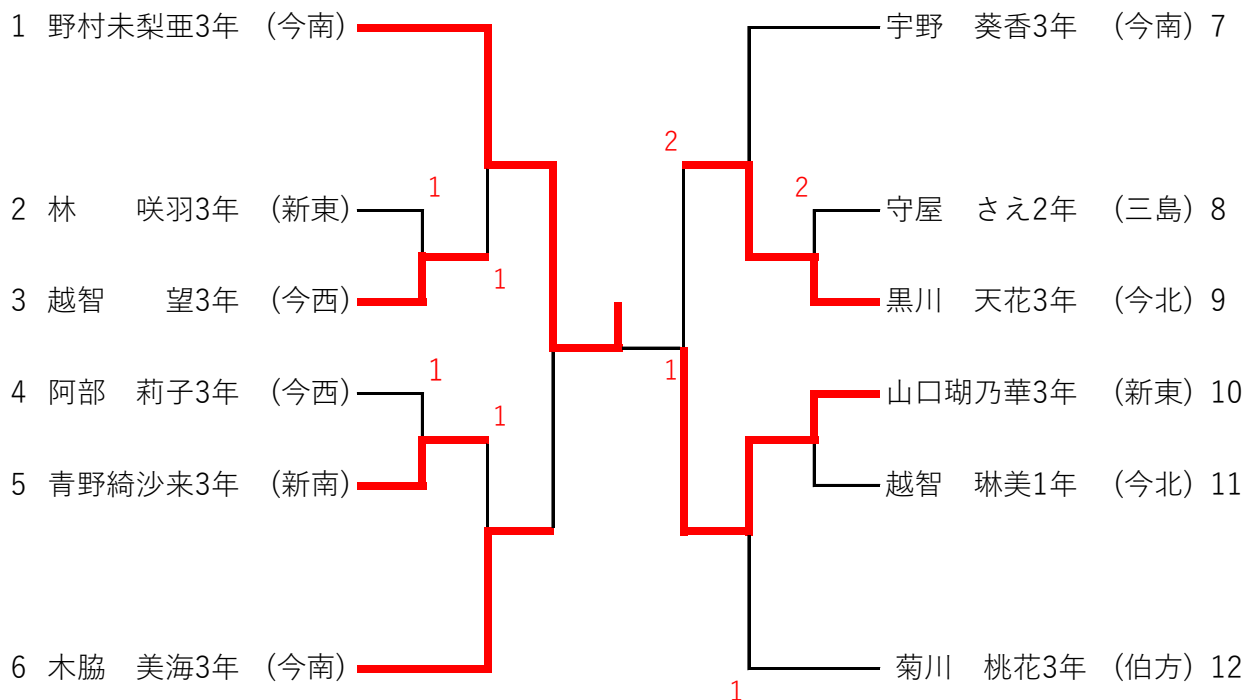 1 野村未梨亜3年 (今南)
宇野 葵香3年 (今南) 7
2
1
2
2 林 咲羽3年 (新東)
守屋 さえ2年 (三島) 8
1
3 越智 望3年 (今西)
黒川 天花3年 (今北) 9
1
1
4 阿部 莉子3年 (今西)
山口瑚乃華3年 (新東) 10
1
5 青野綺沙来3年 (新南)
越智 琳美1年 (今北) 11
6 木脇 美海3年 (今南)
菊川 桃花3年 (伯方) 12
1